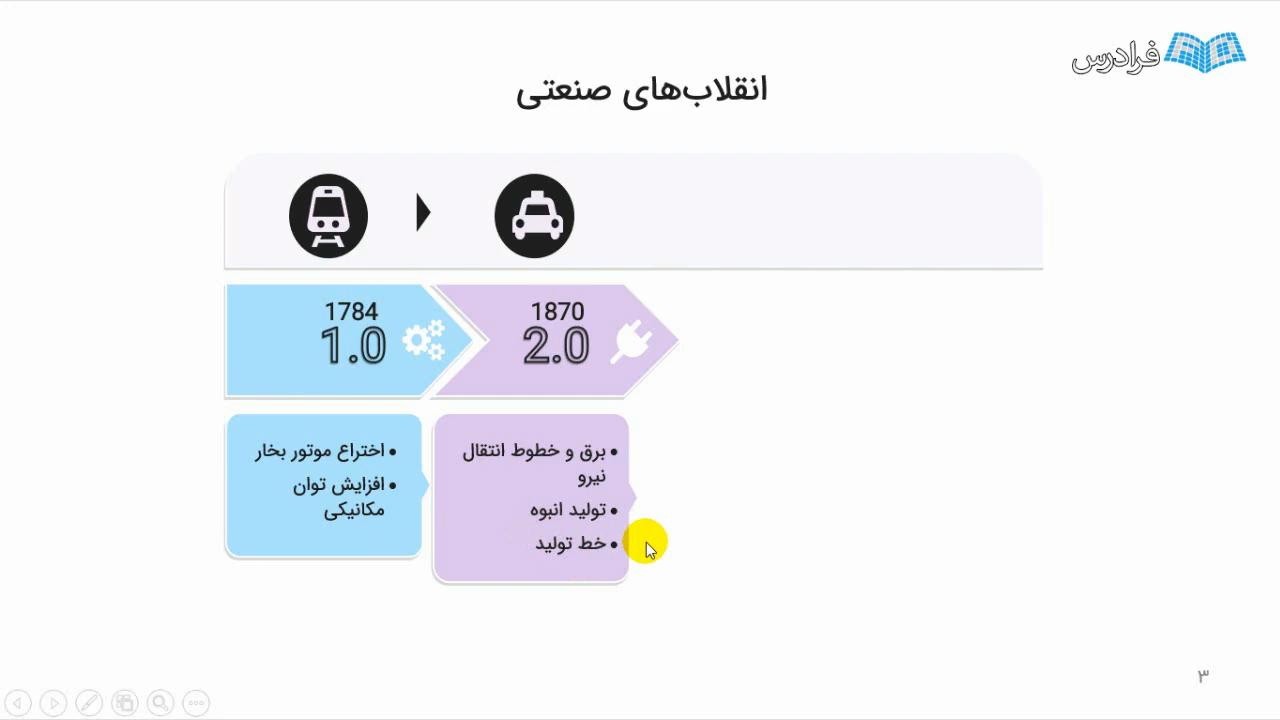 فرادرس
انقلاب‌های صنعتی
1784
1.0
1870
2.0
• اختراع موتور بخار
• افزایش توان
مکانیکی
• برق و خطوط انتقال
نیرو
• تولید انبوه
• خط تولید
۳